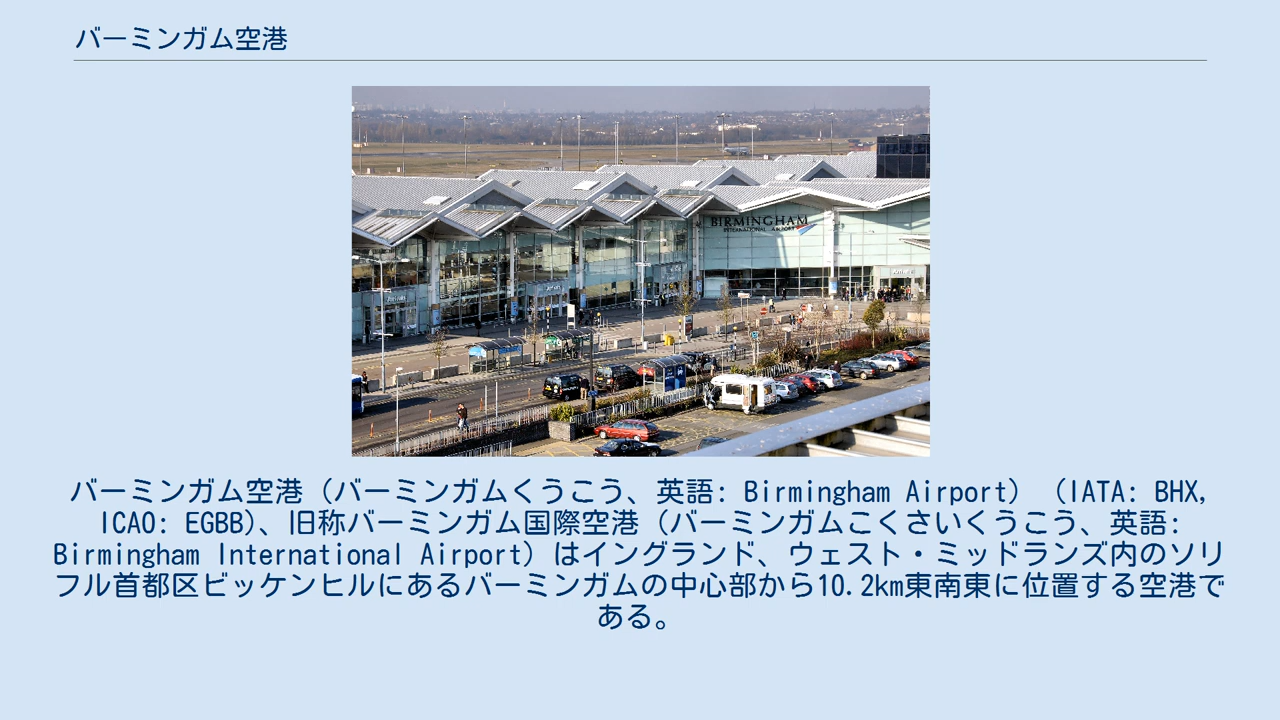 バーミンガム空港
BIRMINGHAM
INTERNATIONAL AIRPORT
バーミンガム空港（バーミンガムくうこう、英語: Birmingham Airport）（IATA: BHX,
ICAO: EGBB)、旧称バーミンガム国際空港（バーミンガムこくさいくうこう、英語:
Birmingham International Airport）はイングランド、ウェスト・ミッドランズ内のソリ
フル首都区ビッケンヒルにあるバーミンガムの中心部から10.2km東南東に位置する空港で
ある。